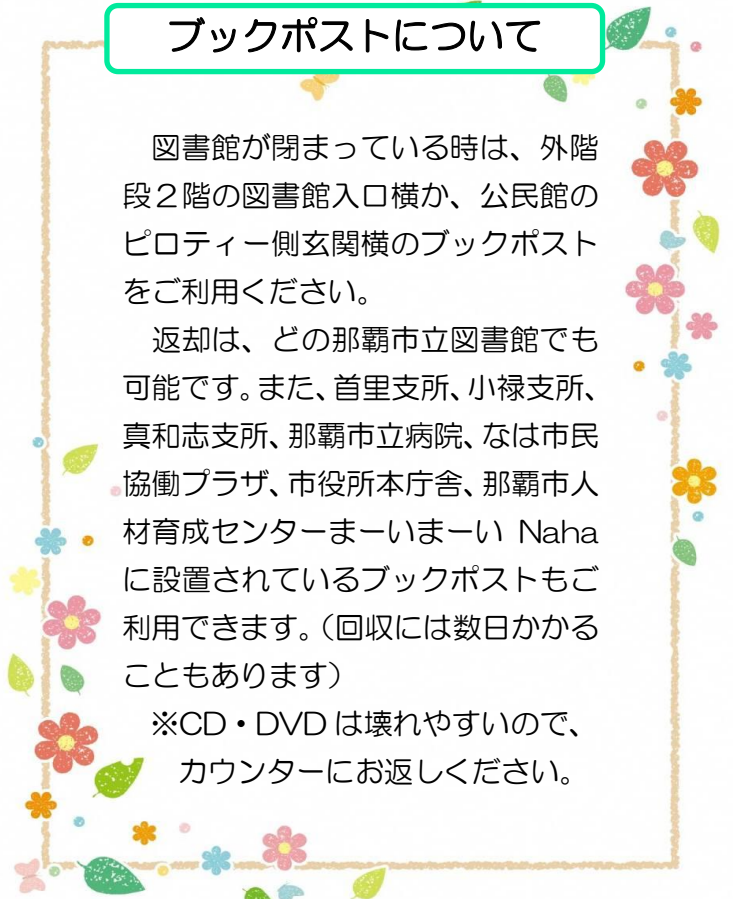 ブックポストについて
図書館が閉まっている時は、外階
段２階の図書館入口横か、公民館の
ピロティー側玄関横のブックポスト
をご利用ください。
返却は、どの那覇市立図書館でも
可能です。また、首里支所、小禄支所、
真和志支所、那覇市立病院、なは市民
協働プラザ、市役所本庁舎、那覇市人
材育成センターまーいまーい Naha
に設置されているブックポストもご
利用できます。（回収には数日かかる
こともあります）
※CD・DVDは壊れやすいので、
カウンターにお返しください。